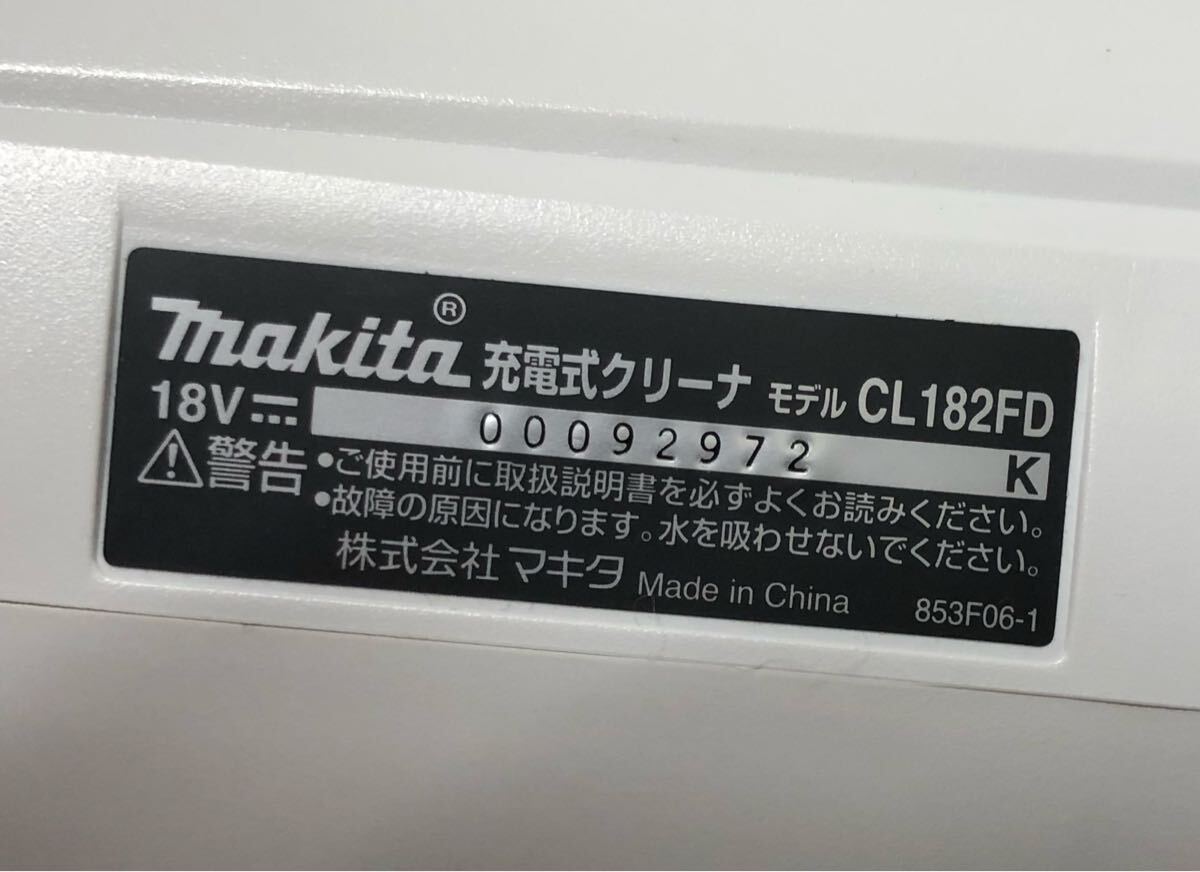 makita® 充電式クリーナ モデル CL182FD
18V⎓ 00092972 K
⚠警告 •ご使用前に取扱説明書を必ずよくお読みください。
•故障の原因になります。水を吸わせないでください。
株式会社マキタ Made in China 853F06-1